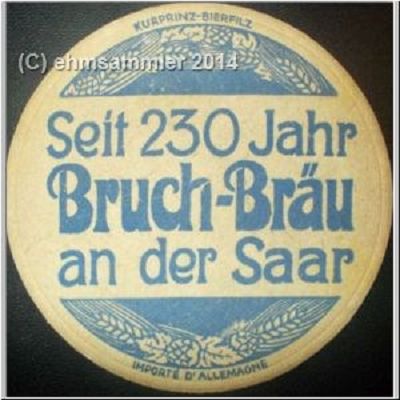 KURPRINZ-BIERFILZ
(C) ehmsammler 2014
Seit 230 Jahr
Bruch-Bräu
an der Saar
IMPORTÉ D'ALLEMAGNE